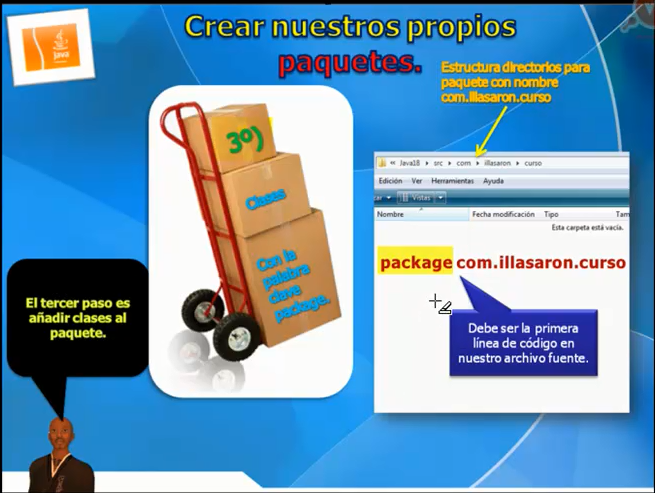 Crear nuestros propios
paquetes.
Java
Estructura directorios para
paquete con nombre
com.illasaron.curso
3º)
Clases
Con la
palabra
clave
package.
« Java18 ▸ src ▸ com ▸ illasaron ▸ curso
Edición Ver Herramientas Ayuda
zar Vistas
Nombre Fecha modificación Tipo Tam
Esta carpeta está vacía.
package com.illasaron.curso
Debe ser la primera
línea de código en
nuestro archivo fuente.
El tercer paso es
añadir clases al
paquete.